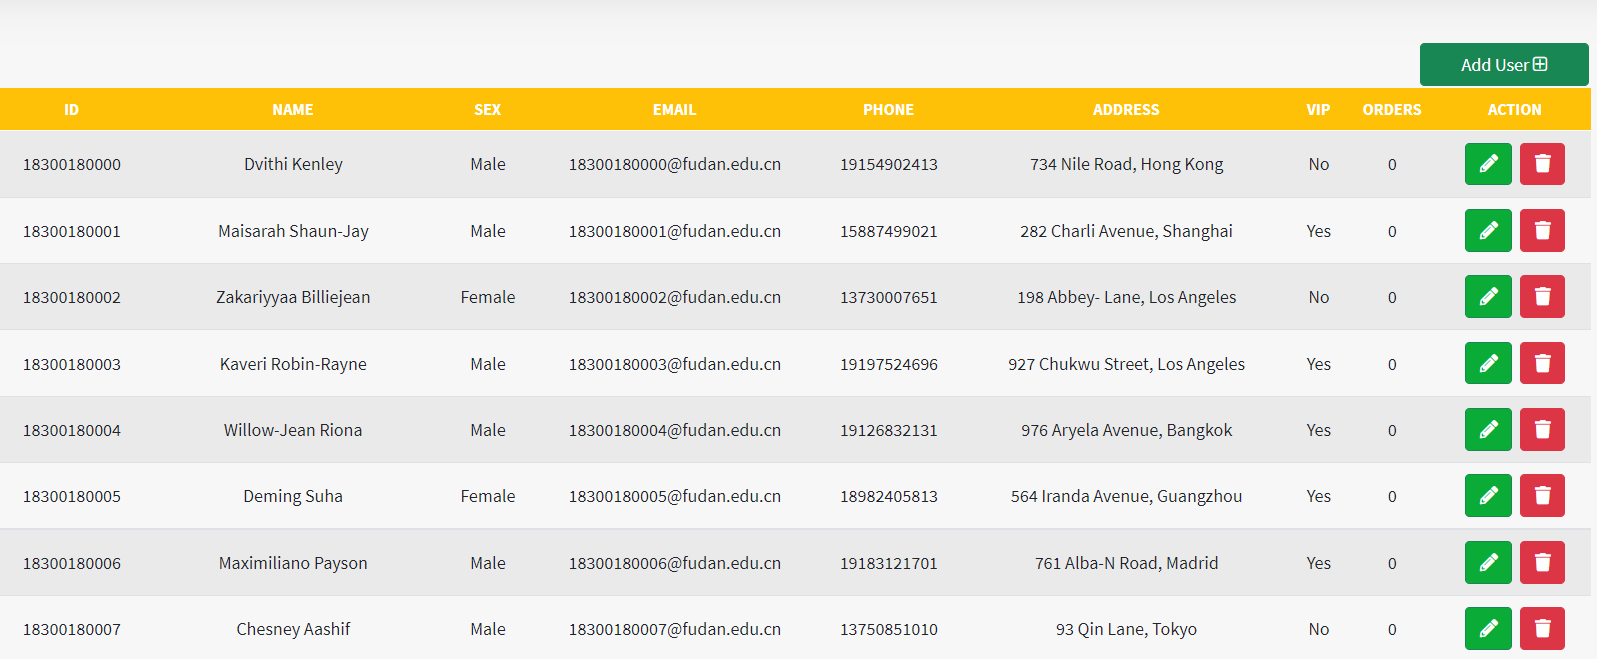 Add User
ID NAME SEX EMAIL PHONE ADDRESS VIP ORDERS ACTION
18300180000 Dvithi Kenley Male 18300180000@fudan.edu.cn 19154902413 734 Nile Road, Hong Kong No 0
18300180001 Maisarah Shaun-Jay Male 18300180001@fudan.edu.cn 15887499021 282 Charli Avenue, Shanghai Yes 0
18300180002 Zakariyyaa Billiejean Female 18300180002@fudan.edu.cn 13730007651 198 Abbey- Lane, Los Angeles No 0
18300180003 Kaveri Robin-Rayne Male 18300180003@fudan.edu.cn 19197524696 927 Chukwu Street, Los Angeles Yes 0
18300180004 Willow-Jean Riona Male 18300180004@fudan.edu.cn 19126832131 976 Aryela Avenue, Bangkok Yes 0
18300180005 Deming Suha Female 18300180005@fudan.edu.cn 18982405813 564 Iranda Avenue, Guangzhou Yes 0
18300180006 Maximiliano Payson Male 18300180006@fudan.edu.cn 19183121701 761 Alba-N Road, Madrid Yes 0
18300180007 Chesney Aashif Male 18300180007@fudan.edu.cn 13750851010 93 Qin Lane, Tokyo No 0